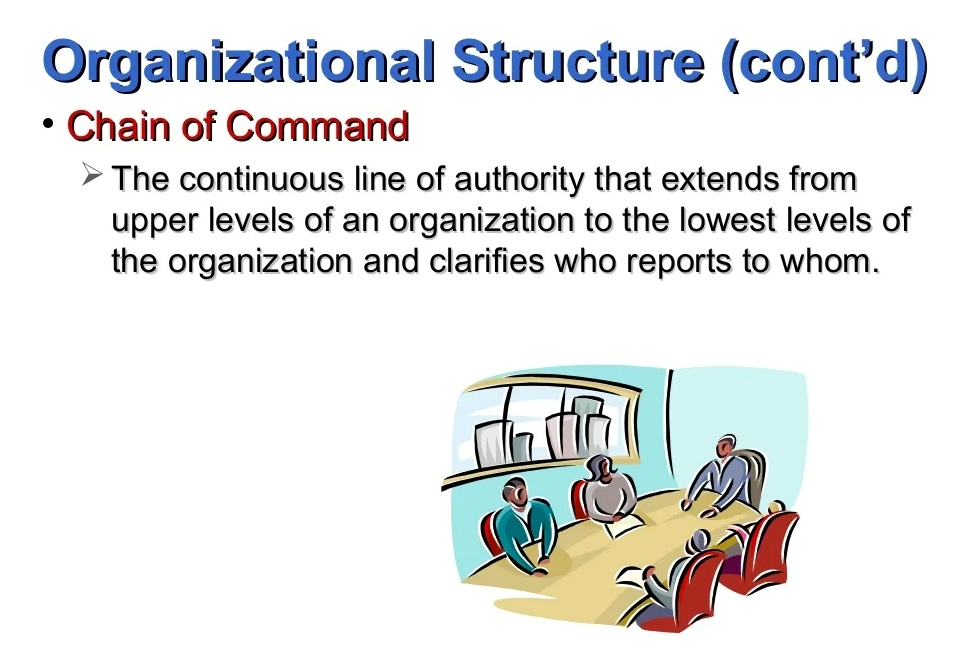 Organizational Structure (cont’d)
• Chain of Command
➢ The continuous line of authority that extends from
upper levels of an organization to the lowest levels of
the organization and clarifies who reports to whom.